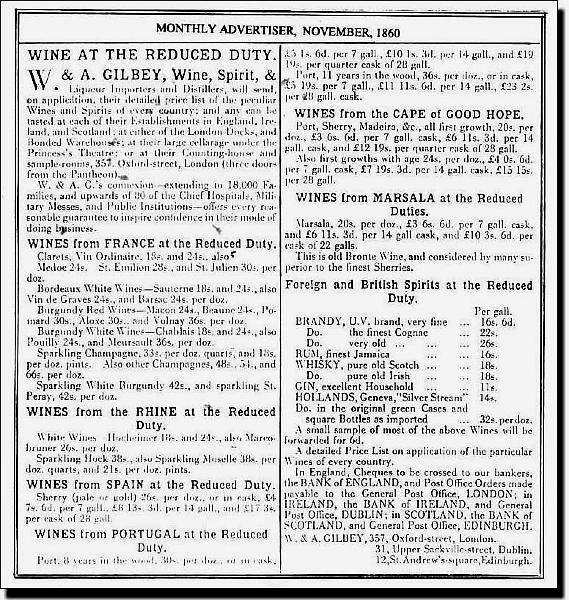 MONTHLY ADVERTISER, NOVEMBER, 1860
WINE AT THE REDUCED DUTY.
W. & A. GILBEY, Wine, Spirit, &
Liqueur Importers and Distillers, will send,
on application, their detailed price list of the peculiar
Wines and Spirits of every country; and any can be
tasted at each of their Establishments in England, Ire-
land, and Scotland; at either of the London Docks, and
Bonded Warehouses; at their large cellarage under the
Princess's Theatre; or at their Counting-house and
sample-rooms, 357, Oxford-street, London (three doors
from the Pantheon).
W. & A. G.'s connexion—extending to 18,000 Fa-
milies, and upwards of 80 of the Chief Hospitals, Mili-
tary Messes, and Public Institutions—offers every rea-
sonable guarantee to inspire confidence in their mode of
doing business.
WINES from FRANCE at the Reduced Duty.
Clarets, Vin Ordinaire, 18s. and 24s., also
Medoc 24s. St. Emilion 28s., and St. Julien 30s. per
doz.
Bordeaux White Wines—Sauterne 18s. and 24s., also
Vin de Graves 24s., and Barsac 24s. per doz.
Burgundy Red Wines—Macon 24s., Beaune 24s., Po-
mard 30s., Aloxe 30s.. and Volnay 36s. per doz.
Burgundy White Wines—Chablais 18s. and 24s., also
Pouilly 24s., and Meursault 36s. per doz.
Sparkling Champagne, 33s. per doz. quarts, and 18s.
per doz. pints. Also other Champagnes, 48s., 54., and
66s. per doz.
Sparkling White Burgundy 42s., and sparkling St.
Peray, 42s. per doz.
WINES from the RHINE at the Reduced
Duty.
White Wines—Hocheimer 18s. and 24s., also Marco-
bruner 26s. per doz.
Sparkling Hock 38s., also Sparkling Moselle 38s. per
doz. quarts, and 21s. per doz. pints.
WINES from SPAIN at the Reduced Duty.
Sherry (pale or gold) 26s. per doz., or in cask, £4
7s. 6d. per 7 gall., £8 13s. 3d. per 14 gall., and £17 3s.
per cask of 28 gall.
WINES from PORTUGAL at the Reduced
Duty.
Port, 8 years in the wood, 30s. per doz., or in cask,
£5 1s. 6d. per 7 gall., £10 1s. 3d. per 14 gall., and £19
19s. per quarter cask of 28 gall.
Port, 11 years in the wood, 36s. per doz., or in cask,
£5 19s. per 7 gall., £11 11s. 6d. per 14 gall., £23 2s.
per 28 gall. cask.
WINES from the CAPE of GOOD HOPE.
Port, Sherry, Madeira, &c., all first growth, 20s. per
doz., £3 6s. 6d. per 7 gall. cask, £6 11s. 3d. per 14
gall. cask, and £12 19s. per quarter cask of 28 gall.
Also first growths with age 24s. per doz., £4 0s. 6d.
per 7 gall. cask, £7 19s. 3d. per 14 gall. cask, £15 15s.
per 28 gall.
WINES from MARSALA at the Reduced
Duties.
Marsala, 20s. per doz., £3 6s. 6d. per 7 gall. cask,
and £6 11s. 3d. per 14 gall cask, and £10 3s. 6d. per
cask of 22 galls.
This is old Bronte Wine, and considered by many su-
perior to the finest Sherries.
Foreign and British Spirits at the Reduced
Duty.
Per gall.
BRANDY, U.V. brand, very fine ... 16s. 6d.
Do. the finest Cognac ... 22s.
Do. very old ... ... 26s.
RUM, finest Jamaica ... 16s.
WHISKY, pure old Scotch ... ... 18s.
Do. pure old Irish ... ... 18s.
GIN, excellent Household ... 11s.
HOLLANDS, Geneva, "Silver Stream" 14s.
Do. in the original green Cases and
square Bottles as imported ... 32s. per doz.
A small sample of most of the above Wines will be
forwarded for 6d.
A detailed Price List on application of the particular
Wines of every country.
In England, Cheques to be crossed to our bankers,
the BANK of ENGLAND, and Post Office Orders made
payable to the General Post Office, LONDON; in
IRELAND, the BANK of IRELAND, and General
Post Office, DUBLIN; in SCOTLAND, the BANK of
SCOTLAND, and General Post Office, EDINBURGH.
W. & A. GILBEY, 357, Oxford-street, London.
31, Upper Sackville-street, Dublin.
12, St. Andrew's-square, Edinburgh.